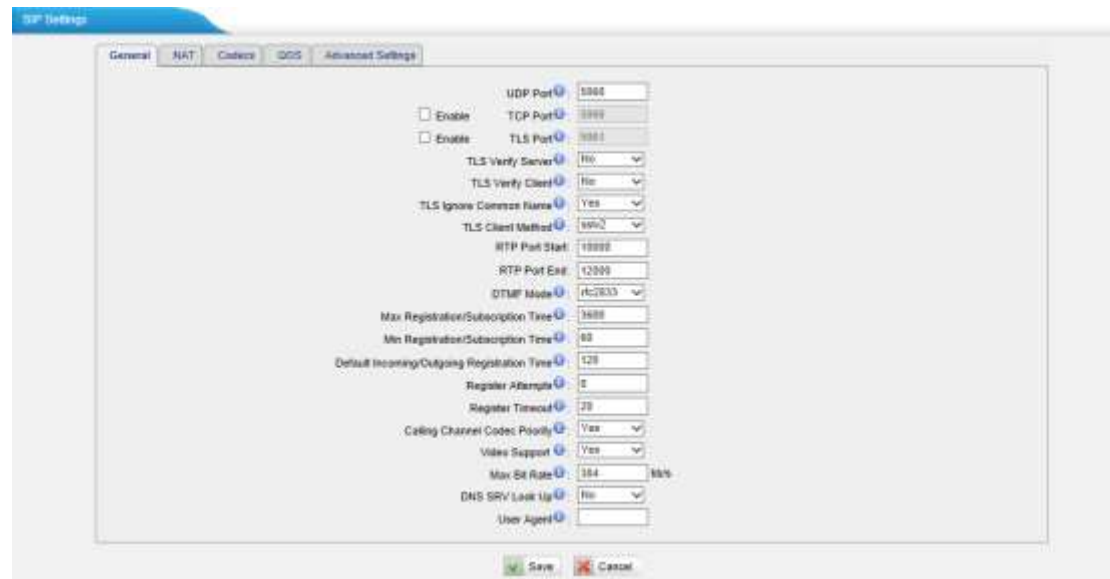 SIP Settings
General NAT Codecs QOS Advanced Settings
UDP Port : 5060
Enable TCP Port : 5060
Enable TLS Port : 5061
TLS Verify Server : No
TLS Verify Client : No
TLS Ignore Common Name : Yes
TLS Client Method : sslv2
RTP Port Start: 10000
RTP Port End: 12000
DTMF Mode : rfc2833
Max Registration/Subscription Time : 3600
Min Registration/Subscription Time : 60
Default Incoming/Outgoing Registration Time : 120
Register Attempts : 0
Register Timeout : 20
Calling Channel Codec Priority : Yes
Video Support : Yes
Max Bit Rate : 384 kb/s
DNS SRV Look Up : No
User Agent :
Save Cancel